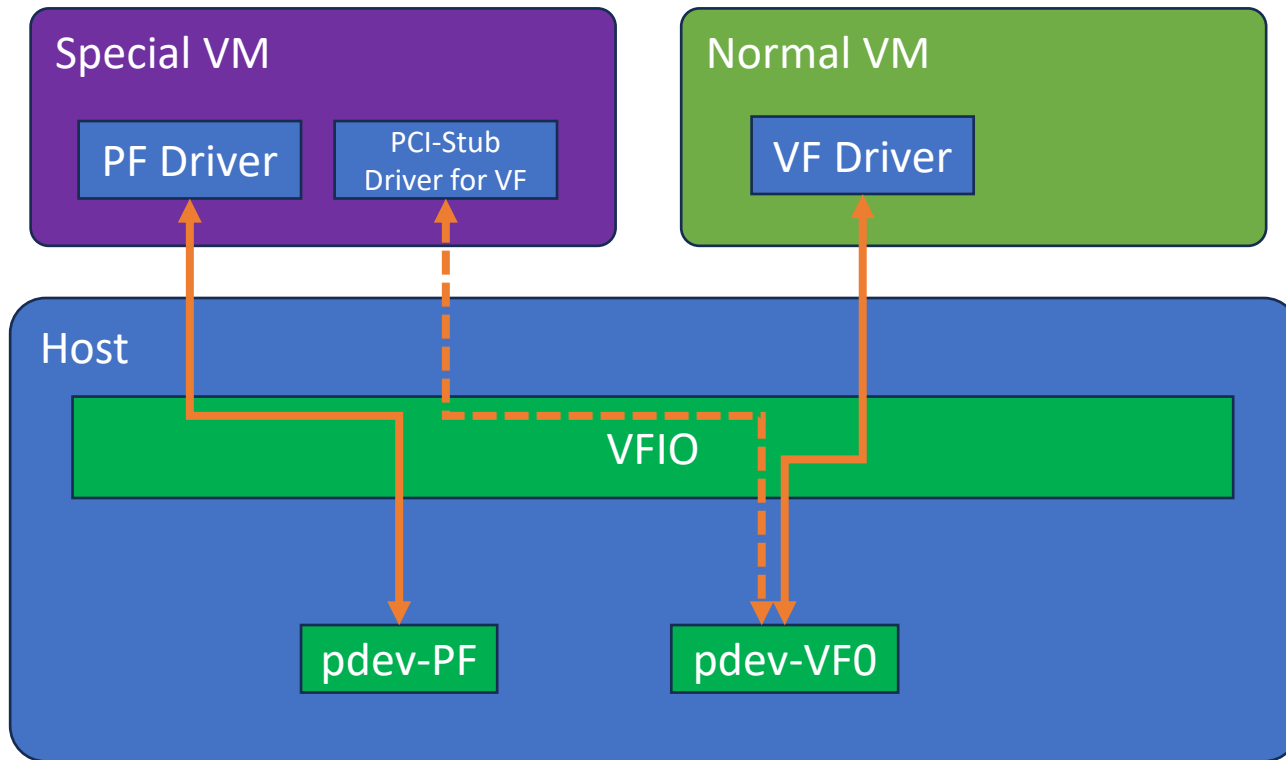 Special VM
Normal VM
PF Driver
PCI-Stub
Driver for VF
VF Driver
Host
VFIO
pdev-PF
pdev-VF0